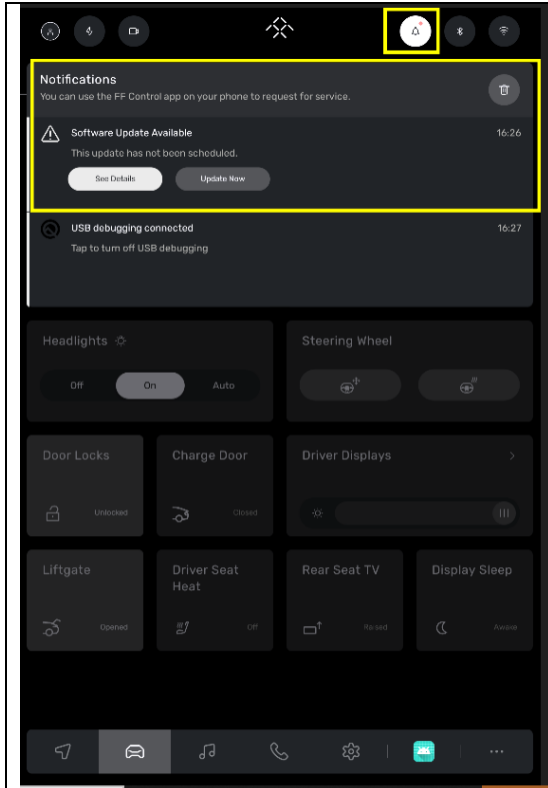 Notifications
You can use the FF Control app on your phone to request for service.
Software Update Available 16:26
This update has not been scheduled.
See Details Update Now
USB debugging connected 16:27
Tap to turn off USB debugging
Headlights Steering Wheel
Off On Auto
Door Locks Charge Door Driver Displays
Unlocked Closed
Liftgate Driver Seat Heat Rear Seat TV Display Sleep
Opened Off Raised Awake